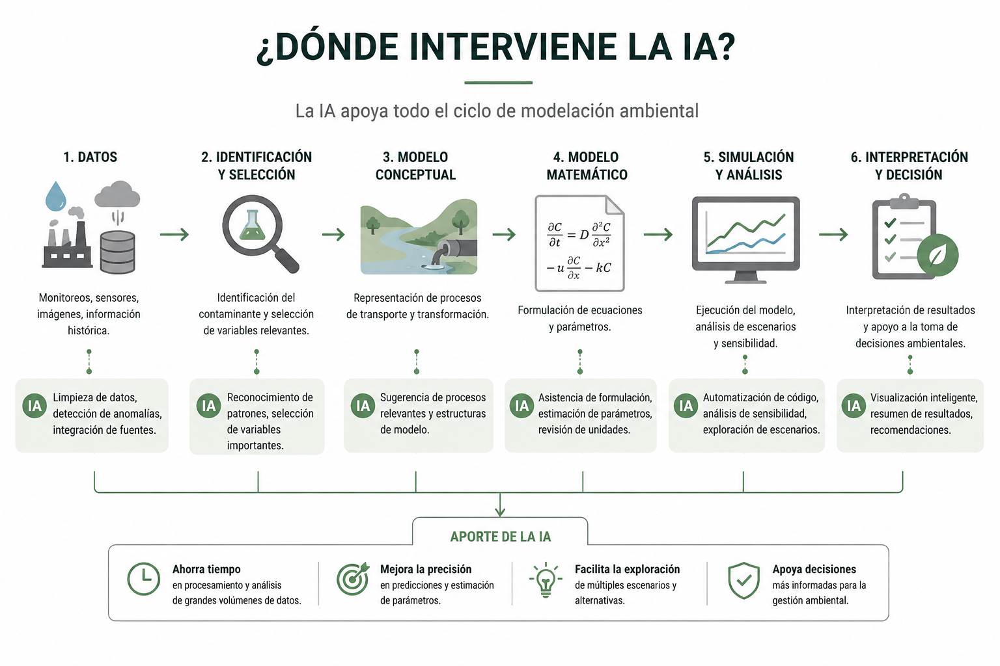 ¿DÓNDE INTERVIENE LA IA?
La IA apoya todo el ciclo de modelación ambiental
1. DATOS
Monitoreos, sensores,
imágenes, información
histórica.
IA
Limpieza de datos,
detección de anomalías,
integración de fuentes.
2. IDENTIFICACIÓN
Y SELECCIÓN
Identificación del
contaminante y selección
de variables relevantes.
IA
Reconocimiento de
patrones, selección
de variables
importantes.
3. MODELO
CONCEPTUAL
Representación de procesos
de transporte y transformación.
IA
Sugerencia de procesos
relevantes y estructuras
de modelo.
4. MODELO
MATEMÁTICO
∂C/∂t = D ∂²C/∂x²
− u ∂C/∂x − kC
Formulación de ecuaciones
y parámetros.
IA
Asistencia de formulación,
estimación de parámetros,
revisión de unidades.
5. SIMULACIÓN
Y ANÁLISIS
Ejecución del modelo,
análisis de escenarios
y sensibilidad.
IA
Automatización de código,
análisis de sensibilidad,
exploración de escenarios.
6. INTERPRETACIÓN
Y DECISIÓN
Interpretación de resultados
y apoyo a la toma de
decisiones ambientales.
IA
Visualización inteligente,
resumen de resultados,
recomendaciones.
APORTE DE LA IA
Ahorra tiempo
en procesamiento y análisis
de grandes volúmenes de datos.
Mejora la precisión
en predicciones y estimación
de parámetros.
Facilita la exploración
de múltiples escenarios y
alternativas.
Apoya decisiones
más informadas para la
gestión ambiental.